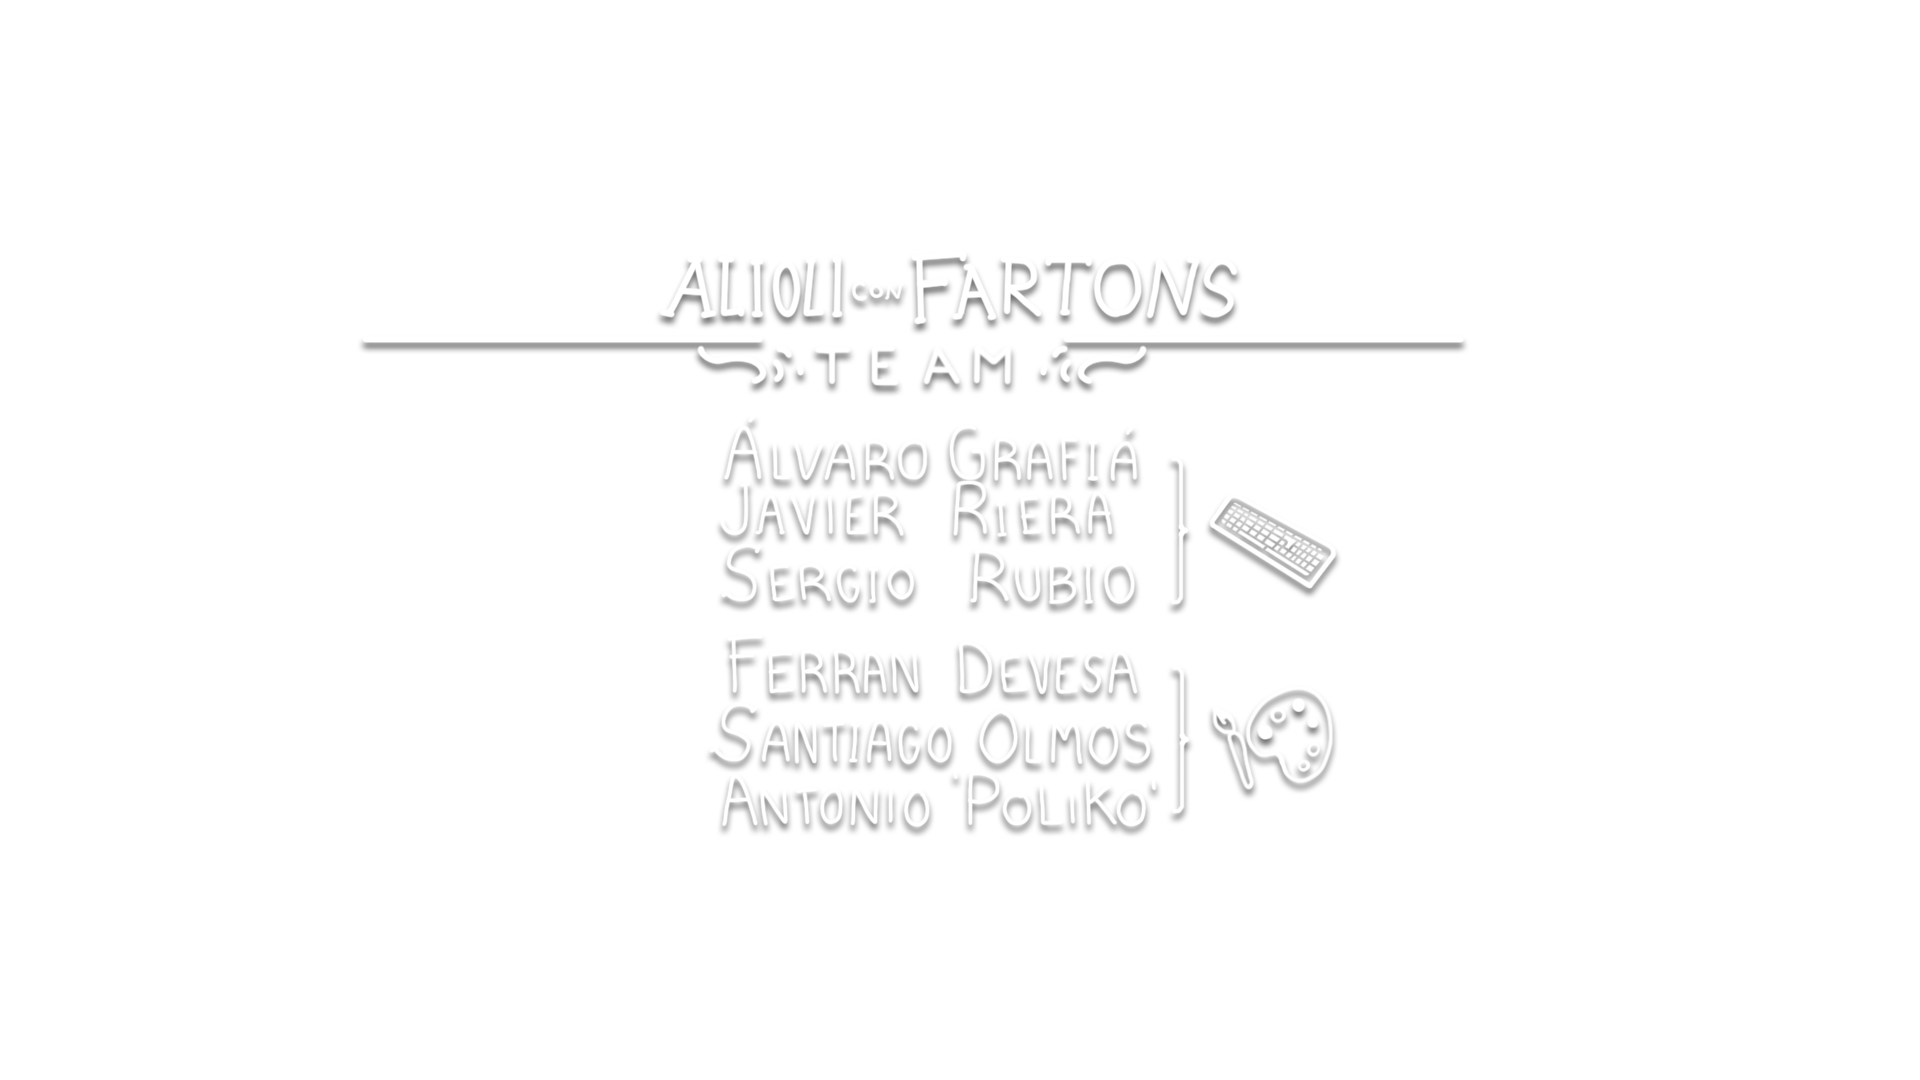 ALIOLI CON FARTONS
TEAM
ÁLVARO GRAFIÁ
JAVIER RIERA
SERGIO RUBIO
FERRAN DEVESA
SANTIAGO OLMOS
ANTONIO 'POLIKO'